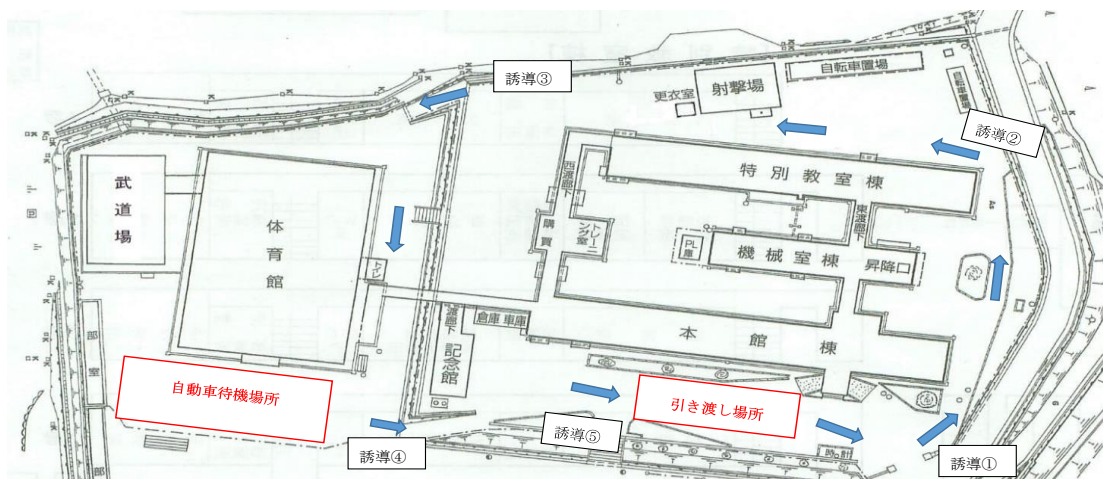 誘導③
自転車置場
射撃場
更衣室
自転車置場
誘導②
武道場
体育館
トイレ
西渡廊下
購買
トレーニング室
特別教室棟
東渡廊下
PL庫
機械室棟
昇降口
渡廊下
倉庫
車庫
記念館
本館棟
部室
部
自動車待機場所
引き渡し場所
誘導④
誘導⑤
誘導①